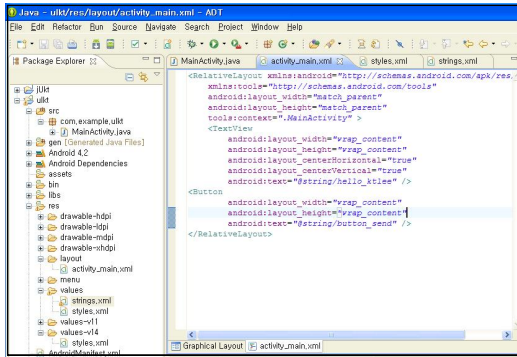 Java - ulkt/res/layout/activity_main.xml - ADT
File Edit Refactor Run Source Navigate Search Project Window Help
Package Explorer
MainActivity.java
activity_main.xml
styles.xml
strings.xml
jUkt
ulkt
src
com.example.ulkt
MainActivity.java
gen [Generated Java Files]
Android 4.2
Android Dependencies
assets
bin
libs
res
drawable-hdpi
drawable-ldpi
drawable-mdpi
drawable-xhdpi
layout
activity_main.xml
menu
values
strings.xml
styles.xml
values-v11
values-v14
styles.xml
AndroidManifest.xml
<RelativeLayout xmlns:android="http://schemas.android.com/apk/res
xmlns:tools="http://schemas.android.com/tools"
android:layout_width="match_parent"
android:layout_height="match_parent"
tools:context=".MainActivity" >
<TextView
android:layout_width="wrap_content"
android:layout_height="wrap_content"
android:layout_centerHorizontal="true"
android:layout_centerVertical="true"
android:text="@string/hello_ktlee" />
<Button
android:layout_width="wrap_content"
android:layout_height="wrap_content"
android:text="@string/button_send" />
</RelativeLayout>
Graphical Layout
activity_main.xml